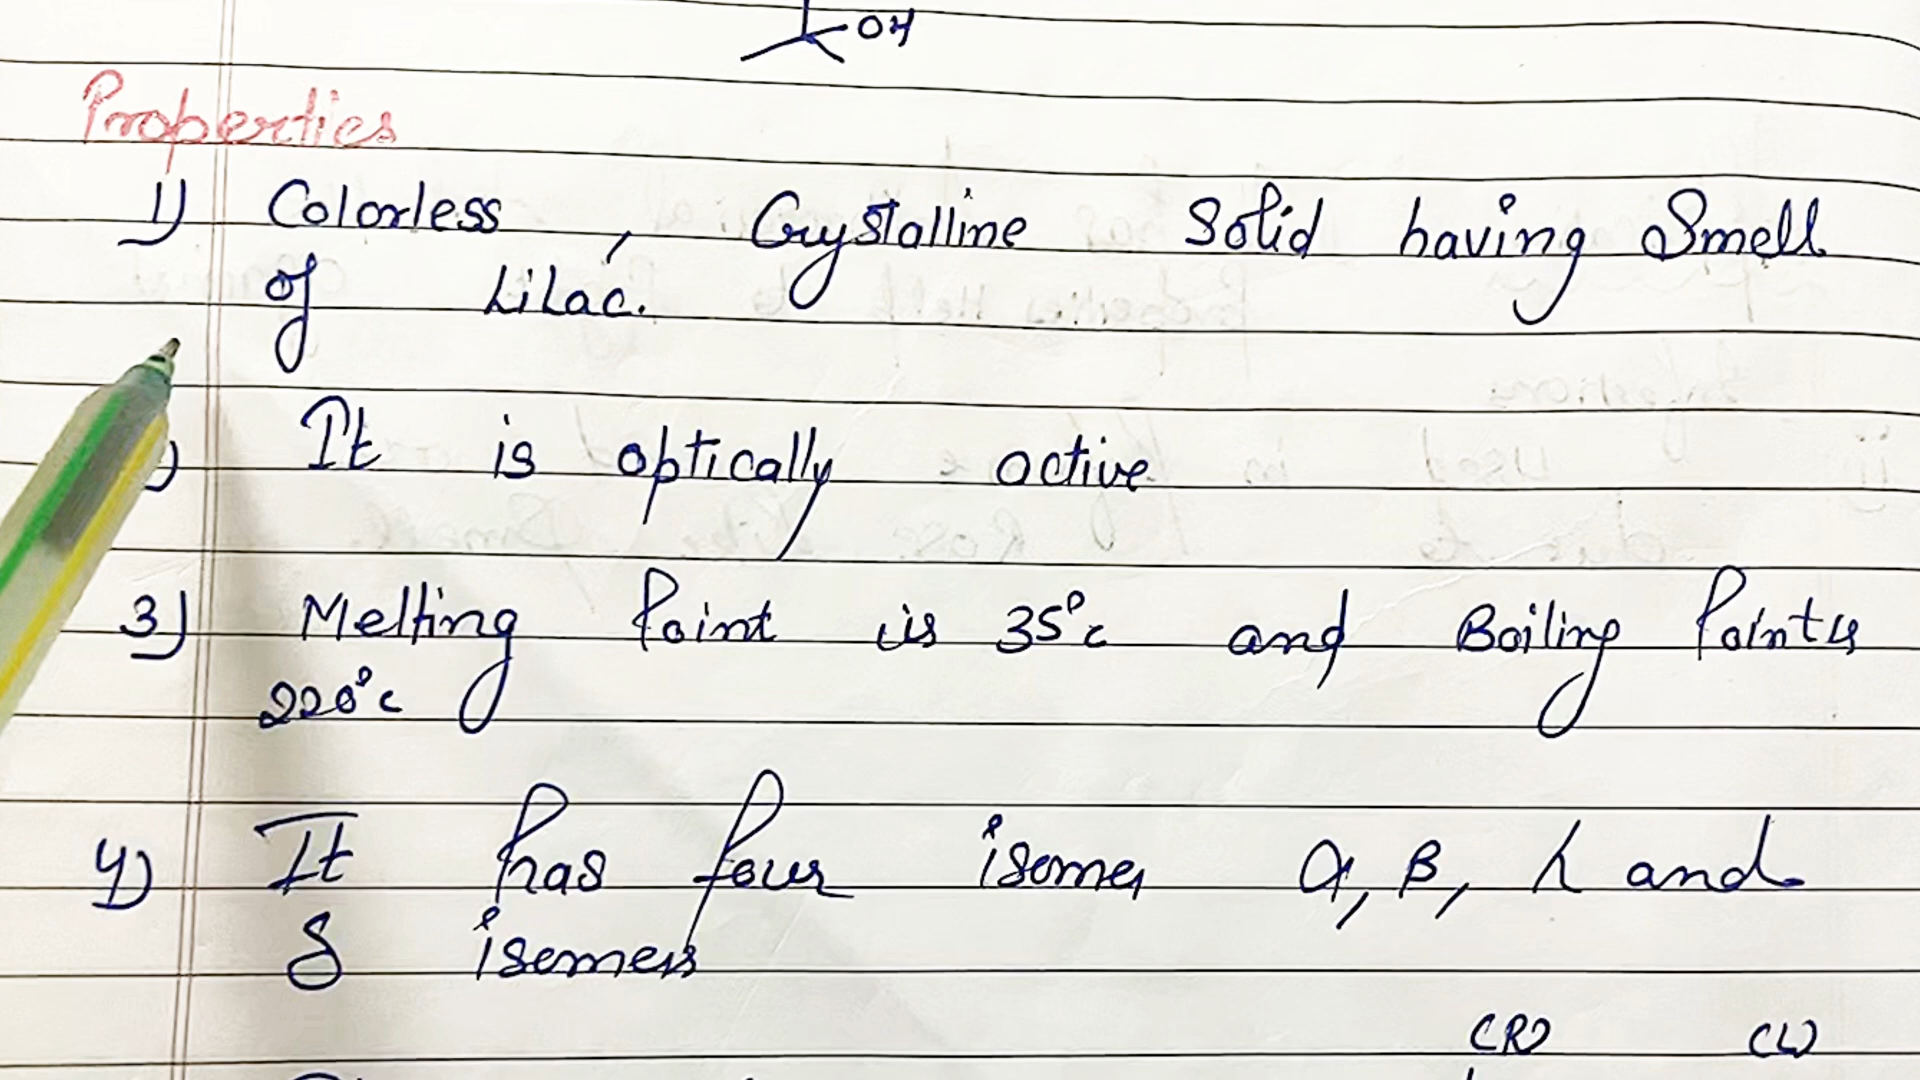 OH
Properties
1) Colorless , Crystalline Solid having Smell
of Lilac.
) It is optically active
3) Melting Point is 35°c and Boiling Point is
220°c
4) It has four isomer α, β, λ and
δ isomers
(R) (L)